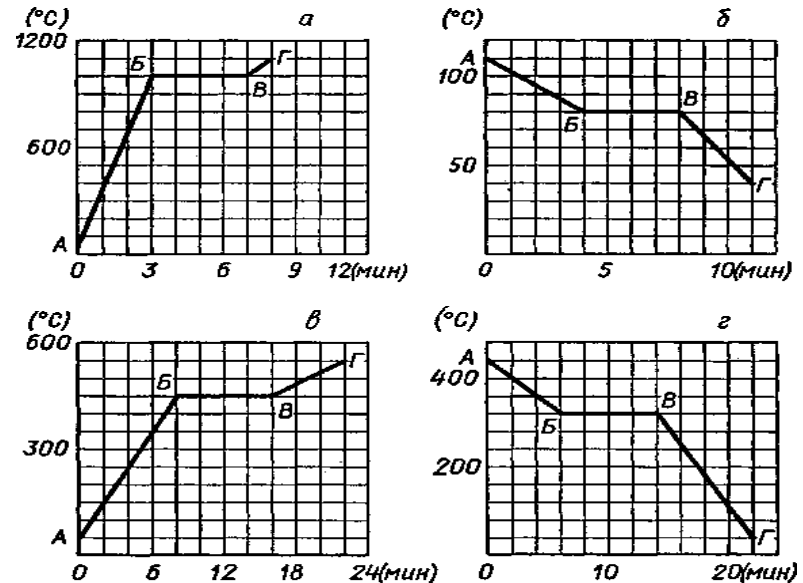 (°C) а
1200
600
А Б В Г
0 3 6 9 12(мин)
(°C) б
100
50
А Б В Г
0 5 10(мин)
(°C) в
600
300
А Б В Г
0 6 12 18 24(мин)
(°C) г
400
200
А Б В Г
0 10 20(мин)